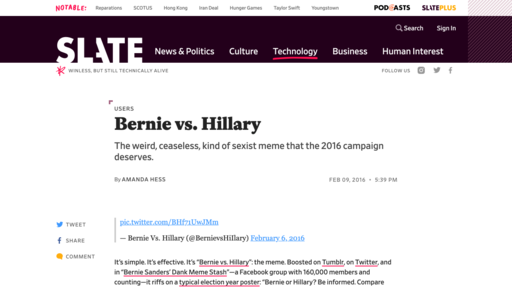 NOTABLE: Reparations SCOTUS Hong Kong Iran Deal Hunger Games Taylor Swift Youngstown PODCASTS SLATEPLUS
Search Sign In
SLATE News & Politics Culture Technology Business Human Interest
WINLESS, BUT STILL TECHNICALLY ALIVE FOLLOW US
USERS
Bernie vs. Hillary
The weird, ceaseless, kind of sexist meme that the 2016 campaign
deserves.
By AMANDA HESS FEB 09, 2016 • 5:39 PM
TWEET
SHARE
COMMENT
pic.twitter.com/BHf71UwJMm
— Bernie Vs. Hillary (@BernievsHillary) February 6, 2016
It's simple. It's effective. It's "Bernie vs. Hillary": the meme. Boosted on Tumblr, on Twitter, and
in "Bernie Sanders' Dank Meme Stash"—a Facebook group with 160,000 members and
counting—it riffs on a typical election year poster: "Bernie or Hillary? Be informed. Compare